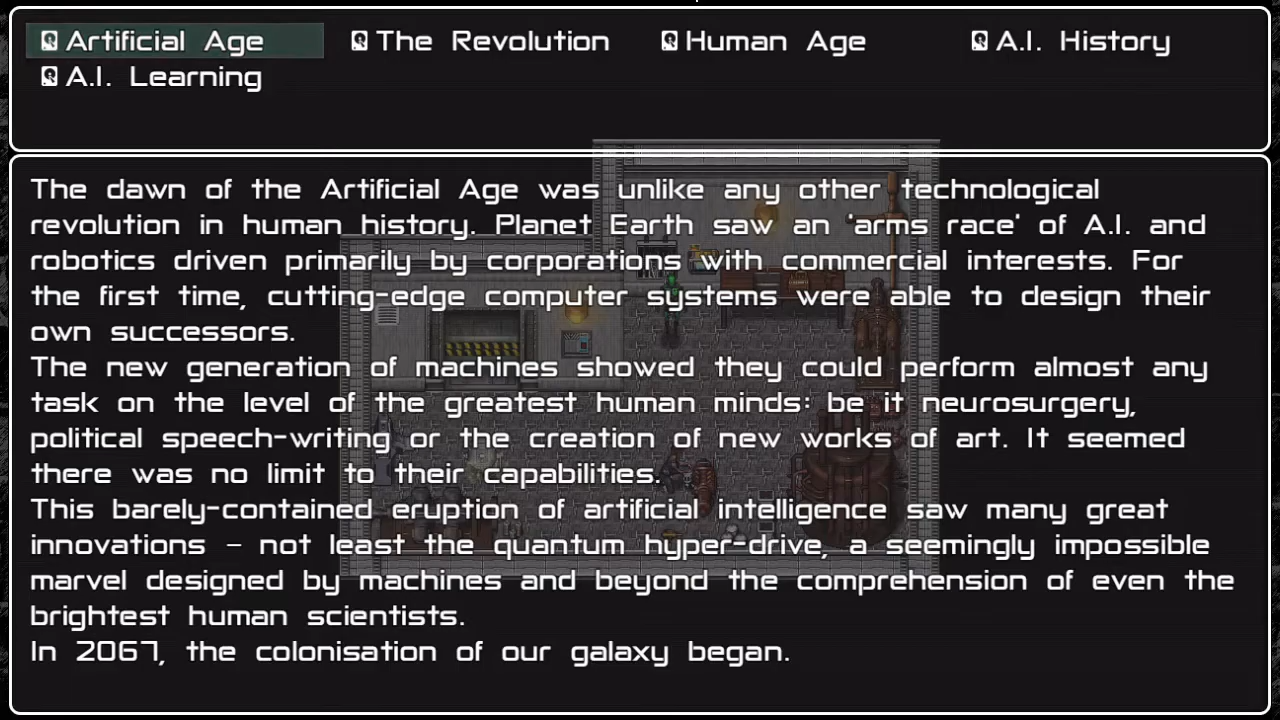 Artificial Age The Revolution Human Age A.I. History
A.I. Learning
The dawn of the Artificial Age was unlike any other technological
revolution in human history. Planet Earth saw an 'arms race' of A.I. and
robotics driven primarily by corporations with commercial interests. For
the first time, cutting-edge computer systems were able to design their
own successors.
The new generation of machines showed they could perform almost any
task on the level of the greatest human minds: be it neurosurgery,
political speech-writing or the creation of new works of art. It seemed
there was no limit to their capabilities.
This barely-contained eruption of artificial intelligence saw many great
innovations – not least the quantum hyper-drive, a seemingly impossible
marvel designed by machines and beyond the comprehension of even the
brightest human scientists.
In 2067, the colonisation of our galaxy began.